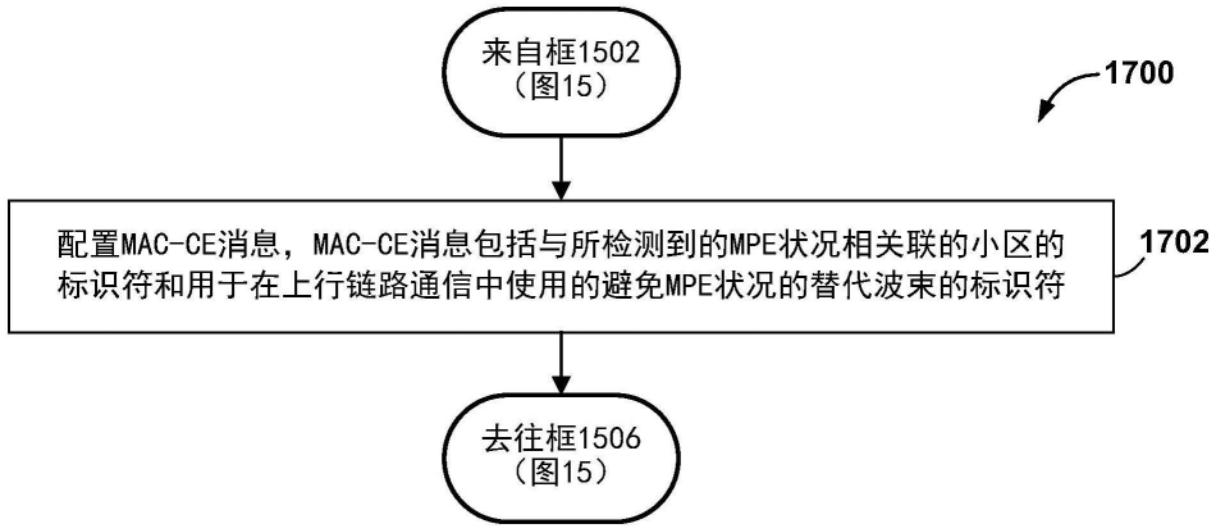 来自框1502
（图15）
1700
配置MAC-CE消息，MAC-CE消息包括与所检测到的MPE状况相关联的小区的
标识符和用于在上行链路通信中使用的避免MPE状况的替代波束的标识符
1702
去往框1506
（图15）